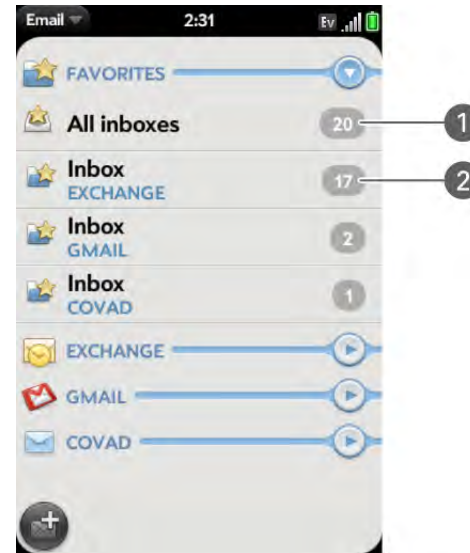 Email 2:31 Ev
FAVORITES
All inboxes 20 1
Inbox 17 2
EXCHANGE
Inbox 2
GMAIL
Inbox 1
COVAD
EXCHANGE
GMAIL
COVAD